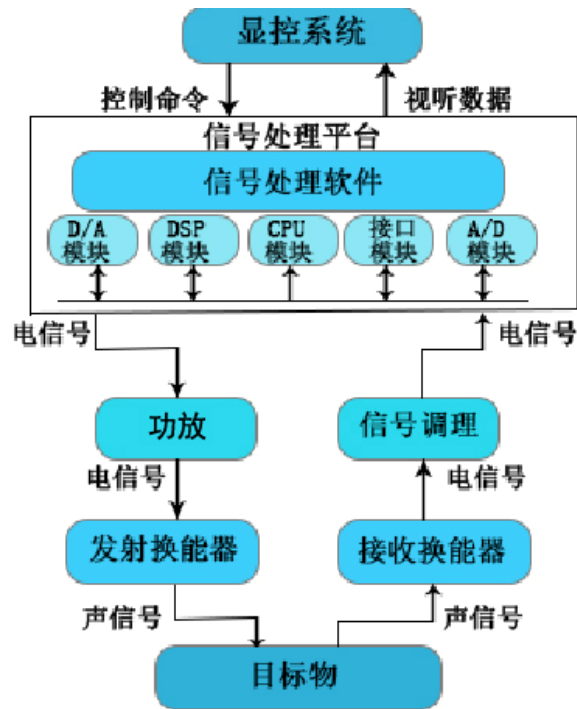 显控系统
控制命令
视听数据
信号处理平台
信号处理软件
D/A
模块
DSP
模块
CPU
模块
接口
模块
A/D
模块
电信号
电信号
功放
信号调理
电信号
电信号
发射换能器
接收换能器
声信号
声信号
目标物